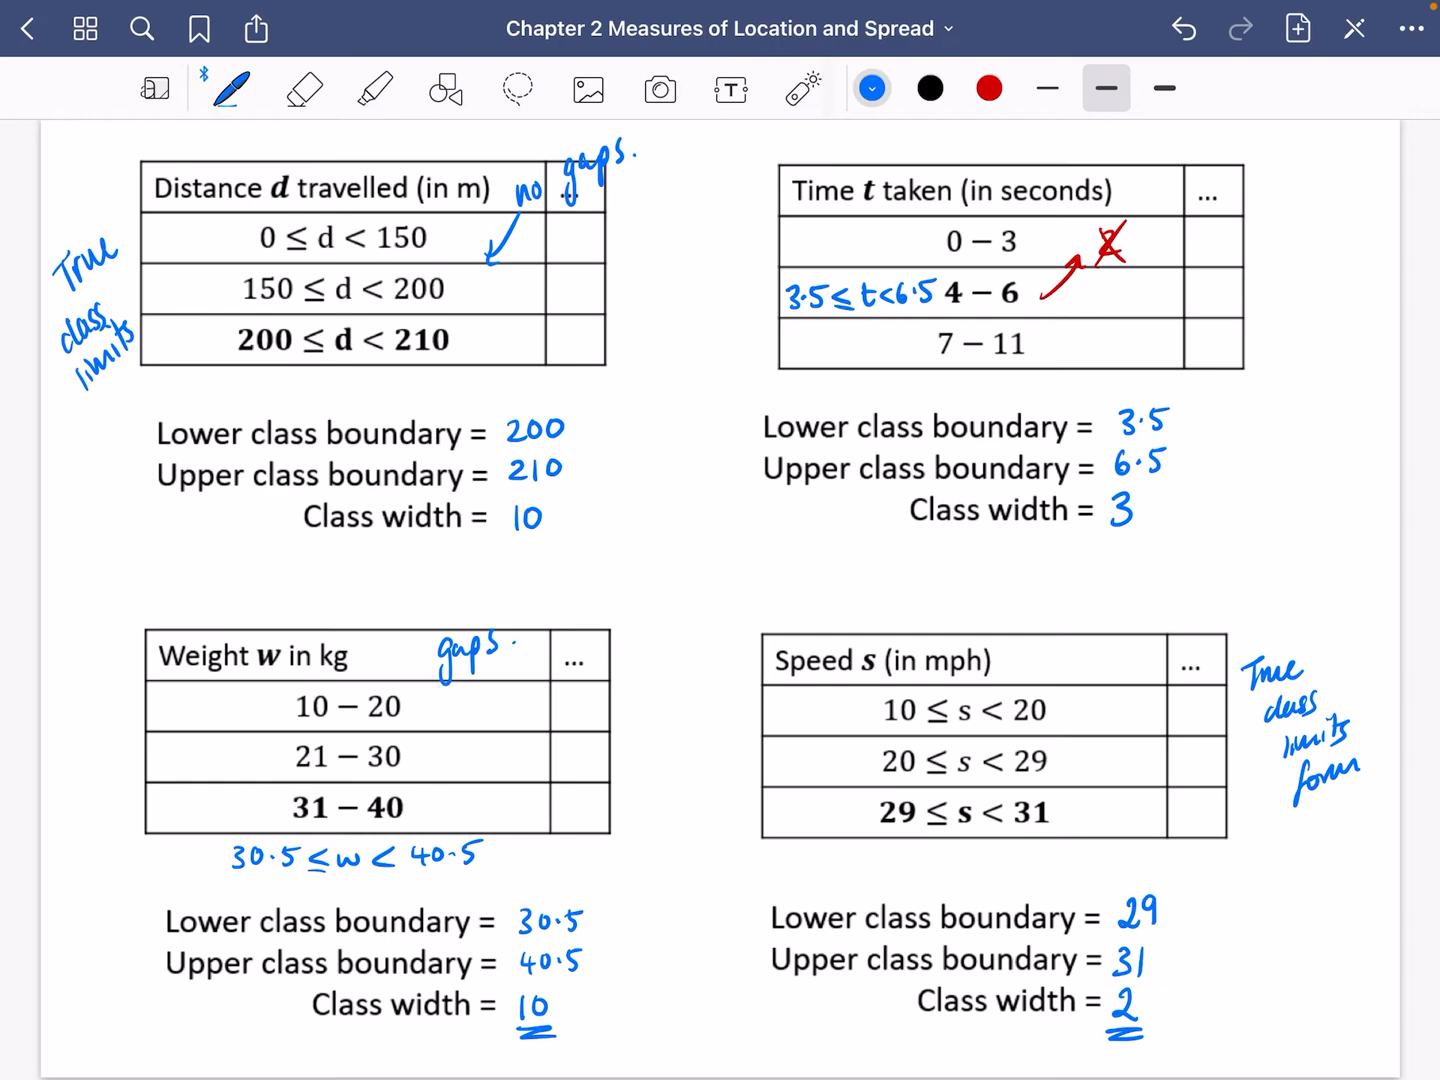 Chapter 2 Measures of Location and Spread
T
Distance d travelled (in m) no ... gaps.
0 ≤ d < 150
150 ≤ d < 200
200 ≤ d < 210
True
class
limits
Lower class boundary = 200
Upper class boundary = 210
Class width = 10
Time t taken (in seconds) ...
0 – 3 2
3.5 ≤ t < 6.5 4 – 6
7 – 11
Lower class boundary = 3.5
Upper class boundary = 6.5
Class width = 3
Weight w in kg gaps. ...
10 – 20
21 – 30
31 – 40
30.5 ≤ w < 40.5
Lower class boundary = 30.5
Upper class boundary = 40.5
Class width = 10
Speed s (in mph) ...
10 ≤ s < 20
20 ≤ s < 29
29 ≤ s < 31
True
class
limits
form
Lower class boundary = 29
Upper class boundary = 31
Class width = 2